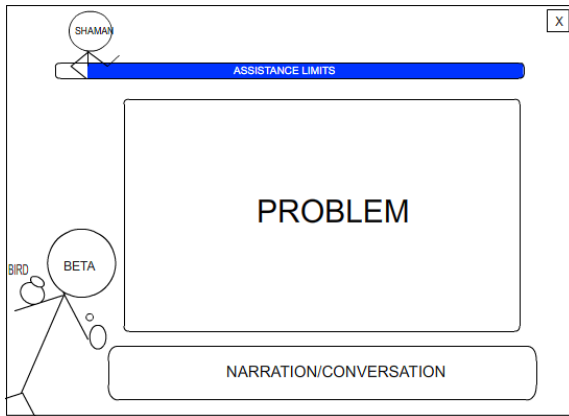 X
SHAMAN
ASSISTANCE LIMITS
PROBLEM
BIRD
BETA
NARRATION/CONVERSATION